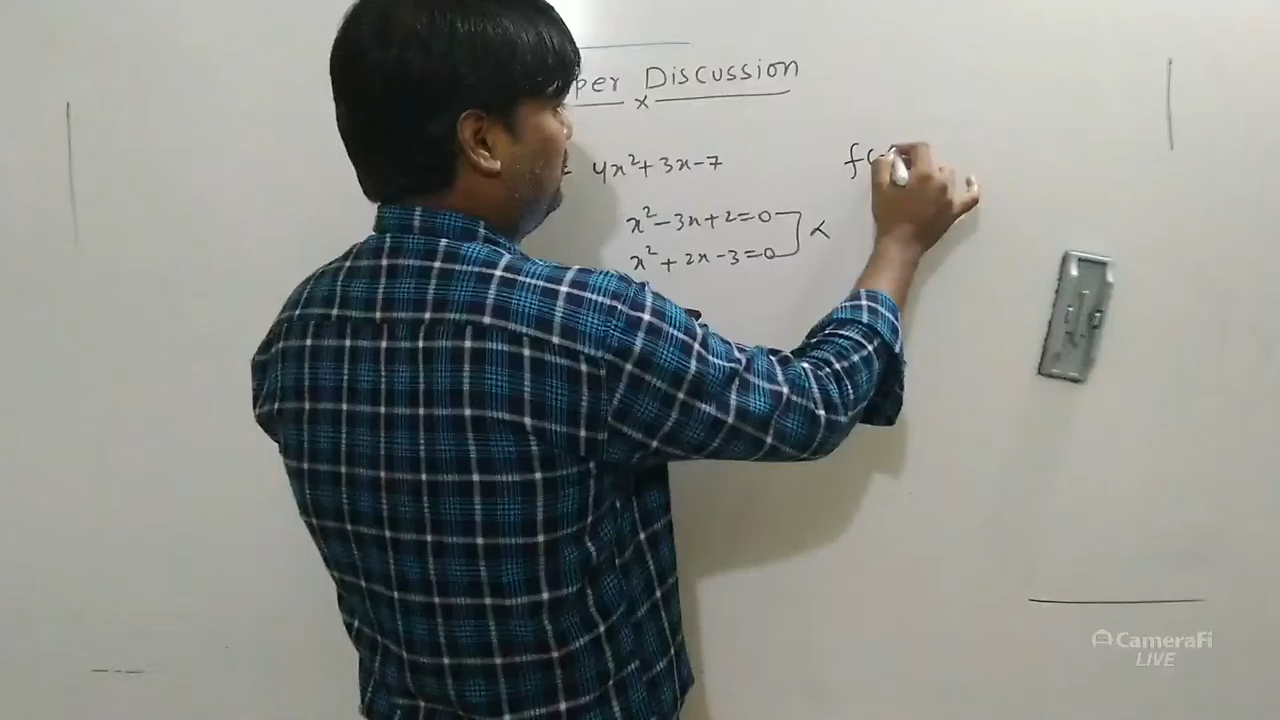 per Discussion
x
= 4x²+3x-7
f(
x²-3x+2=0
x²+2x-3=0
α
CameraFi
LIVE